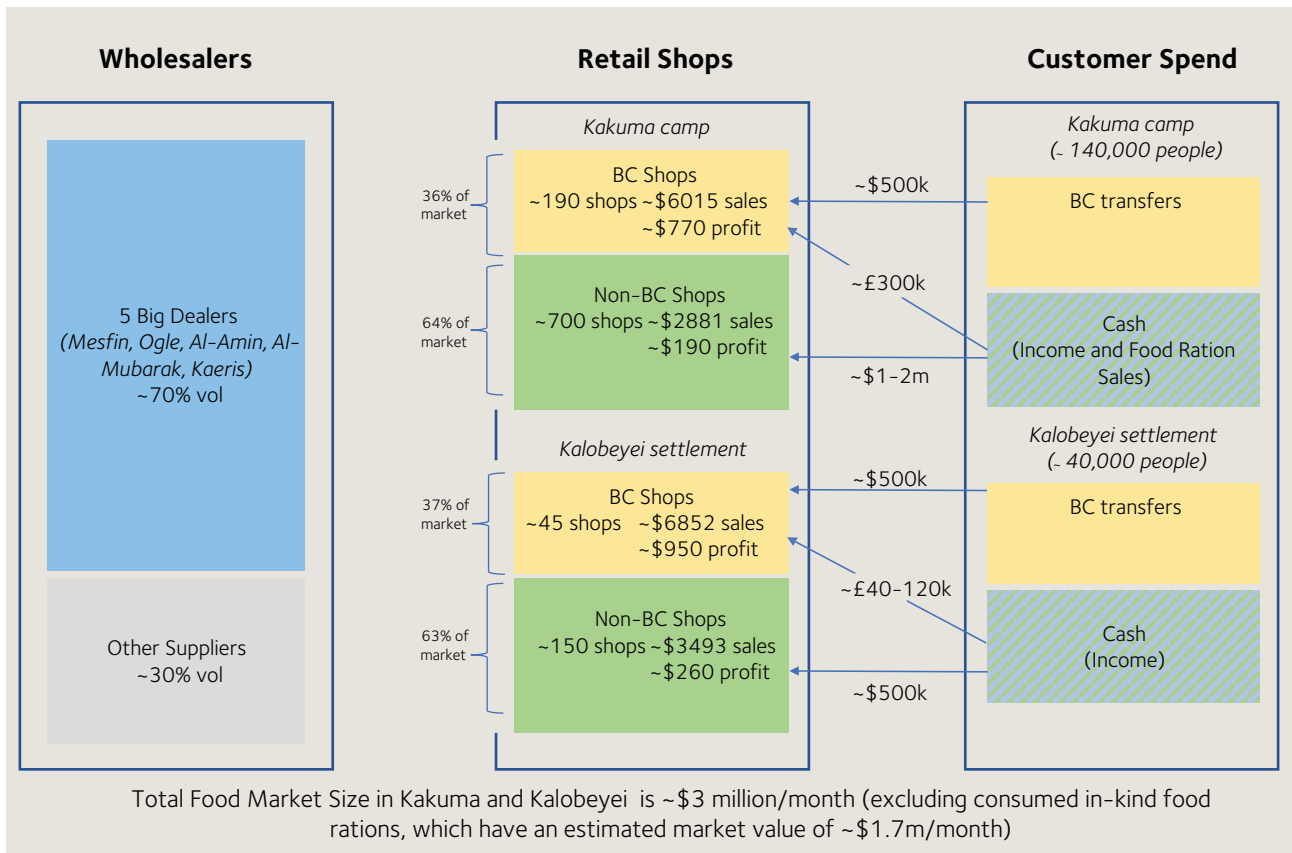 Wholesalers
5 Big Dealers
(Mesfin, Ogle, Al-Amin, Al-
Mubarak, Kaeris)
~70% vol
Other Suppliers
~30% vol
Retail Shops
Kakuma camp
36% of
market
BC Shops
~190 shops ~$6015 sales
~$770 profit
64% of
market
Non-BC Shops
~700 shops ~$2881 sales
~$190 profit
Kalobeyei settlement
37% of
market
BC Shops
~45 shops ~$6852 sales
~$950 profit
63% of
market
Non-BC Shops
~150 shops ~$3493 sales
~$260 profit
~$500k
~£300k
~$1-2m
~$500k
~£40-120k
~$500k
Customer Spend
Kakuma camp
(~ 140,000 people)
BC transfers
Cash
(Income and Food Ration
Sales)
Kalobeyei settlement
(~ 40,000 people)
BC transfers
Cash
(Income)
Total Food Market Size in Kakuma and Kalobeyei is ~$3 million/month (excluding consumed in-kind food
rations, which have an estimated market value of ~$1.7m/month)